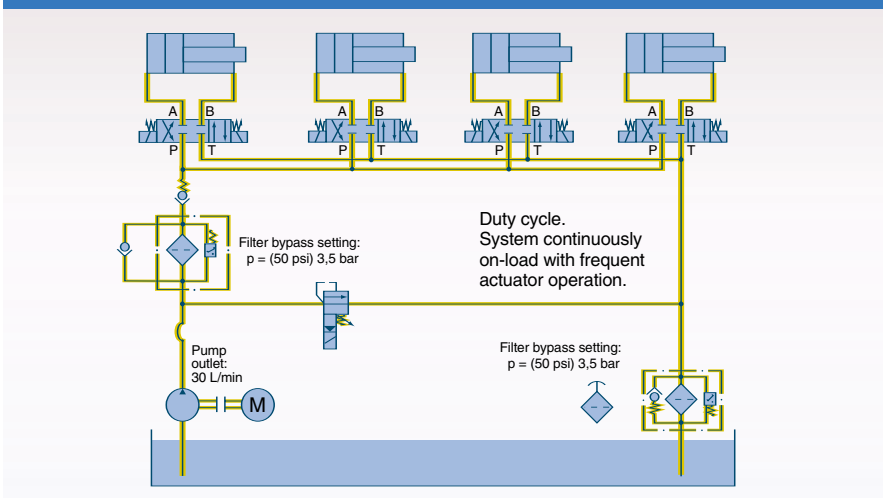 A B A B A B A B
P T P T P T P T
Duty cycle.
System continuously
on-load with frequent
actuator operation.
Filter bypass setting:
p = (50 psi) 3,5 bar
Pump
outlet:
30 L/min
Filter bypass setting:
p = (50 psi) 3,5 bar
M